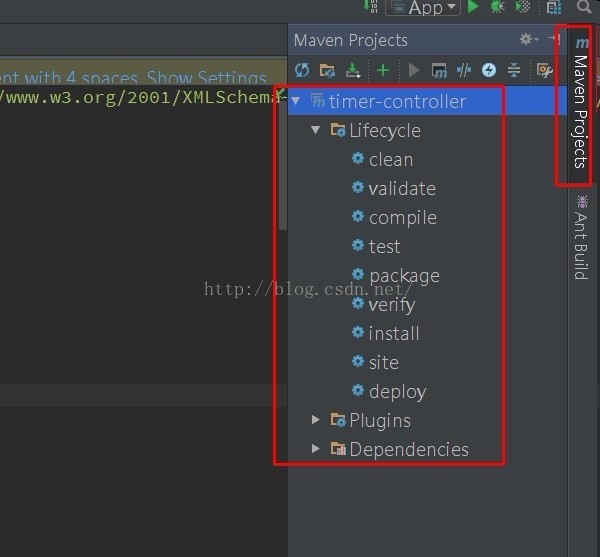 App
Maven Projects
ent with 4 spaces. Show Settings
/www.w3.org/2001/XMLSchema-
timer-controller
Lifecycle
clean
validate
compile
test
package
http://blog.csdn.net/
verify
install
site
deploy
Plugins
Dependencies
Maven Projects
Ant Build